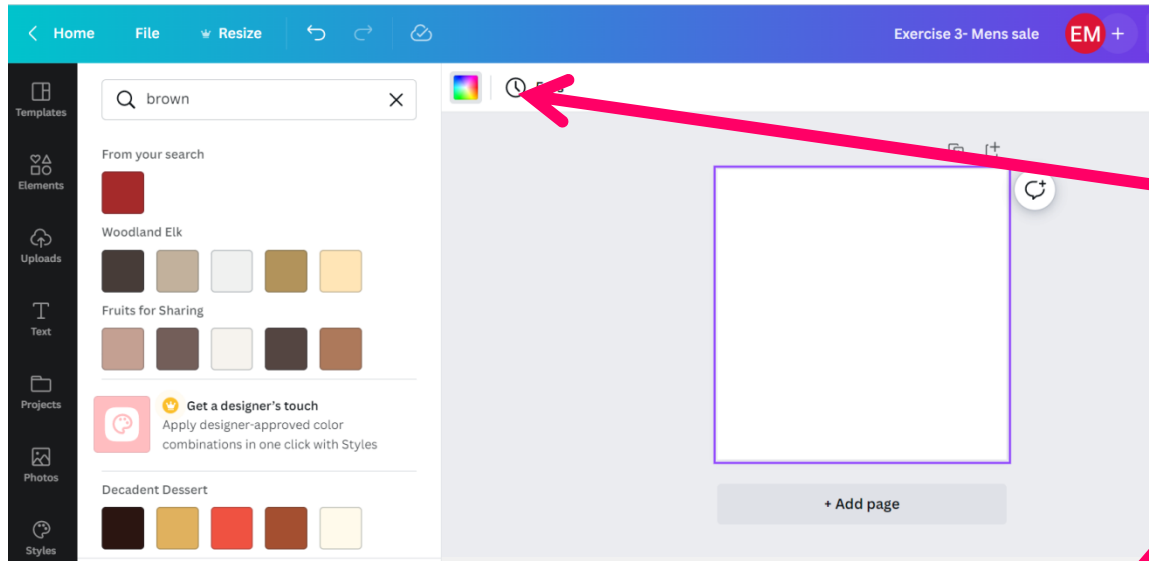 Home File Resize Exercise 3- Mens sale EM +
Templates
Elements
Uploads
Text
Projects
Photos
Styles
brown
From your search
Woodland Elk
Fruits for Sharing
Get a designer's touch
Apply designer-approved color
combinations in one click with Styles
Decadent Dessert
+ Add page